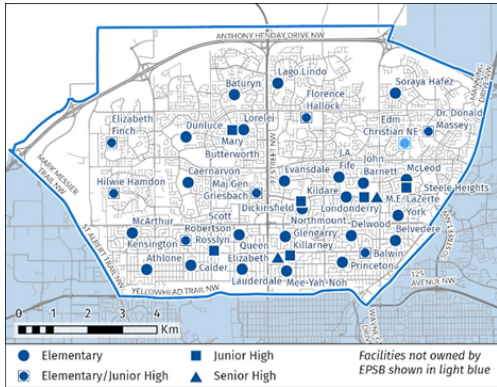 ANTHONY HENDAY DRIVE NW
MANNING
DRIVE NW
Lago Lindo
Baturyn
Soraya Hafez
Florence
Hallock
Elizabeth
Finch
Dunluce
Lorelei
Mary
Butterworth
Edm
Christian NE
Dr. Donald
Massey
97 STREET NW
MARK MESSIER
TRAIL NW
Caernarvon
Evansdale
J.A.
Fife
John
Barnett
McLeod
Hilwie Hamdon
Maj Gen
Griesbach
Kildare
Steele Heights
Dickinsfield
M.E. LaZerte
Londonderry
York
McArthur
Scott
Robertson
Northmount
Delwood
Belvedere
ST ALBERT TRAIL NW
Kensington
Rosslyn
Queen
Elizabeth
Glengarry
Killarney
Balwin
Athlone
Calder
Lauderdale
Mee-Yah-Noh
Princeton
YELLOWHEAD TRAIL NW
125
AVENUE NW
50 STREET NW
0 1 2 3 4
Km
Elementary
Junior High
Facilities not owned by
Elementary/Junior High
Senior High
EPSB shown in light blue